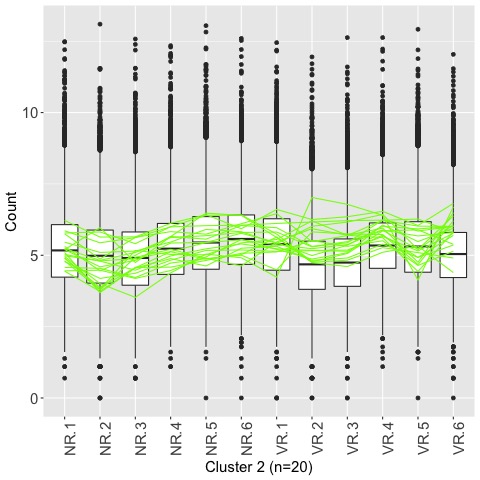 Count
10
5
0
NR.1
NR.2
NR.3
NR.4
NR.5
NR.6
VR.1
VR.2
VR.3
VR.4
VR.5
VR.6
Cluster 2 (n=20)